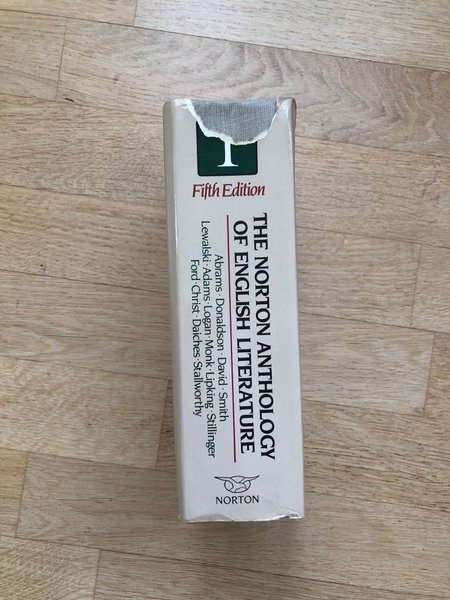 1
Fifth Edition
THE NORTON ANTHOLOGY
OF ENGLISH LITERATURE
Abrams · Donaldson · David · Smith
Lewalski · Adams · Logan · Monk · Lipking · Stillinger
Ford · Christ · Daiches · Stallworthy
NORTON